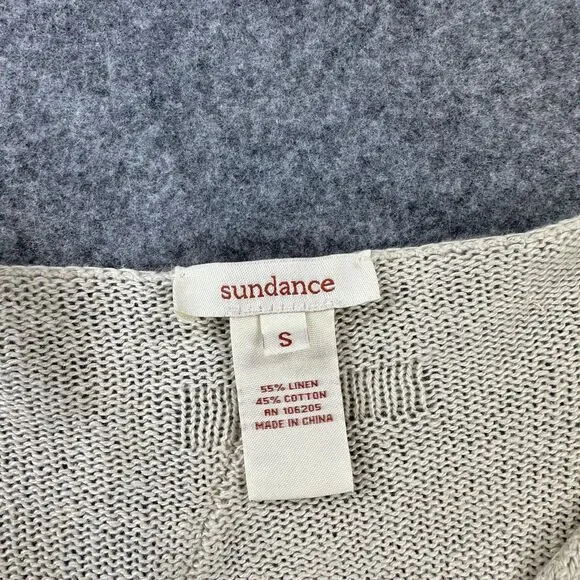 sundance
S
55% LINEN
45% COTTON
RN 106205
MADE IN CHINA